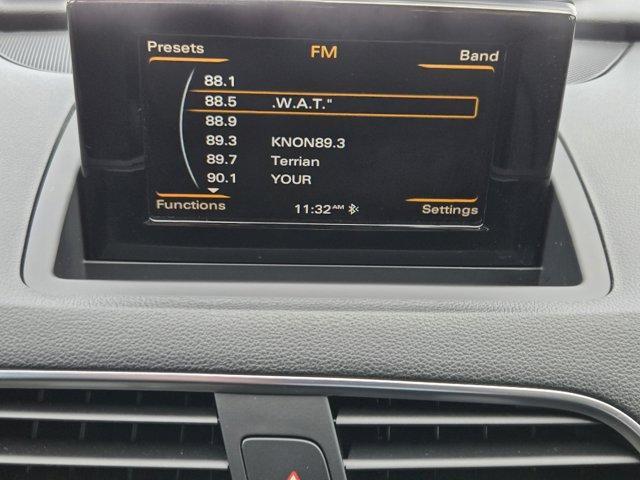 Presets FM Band
88.1
88.5 .W.A.T."
88.9
89.3 KNON89.3
89.7 Terrian
90.1 YOUR
Functions 11:32AM Settings